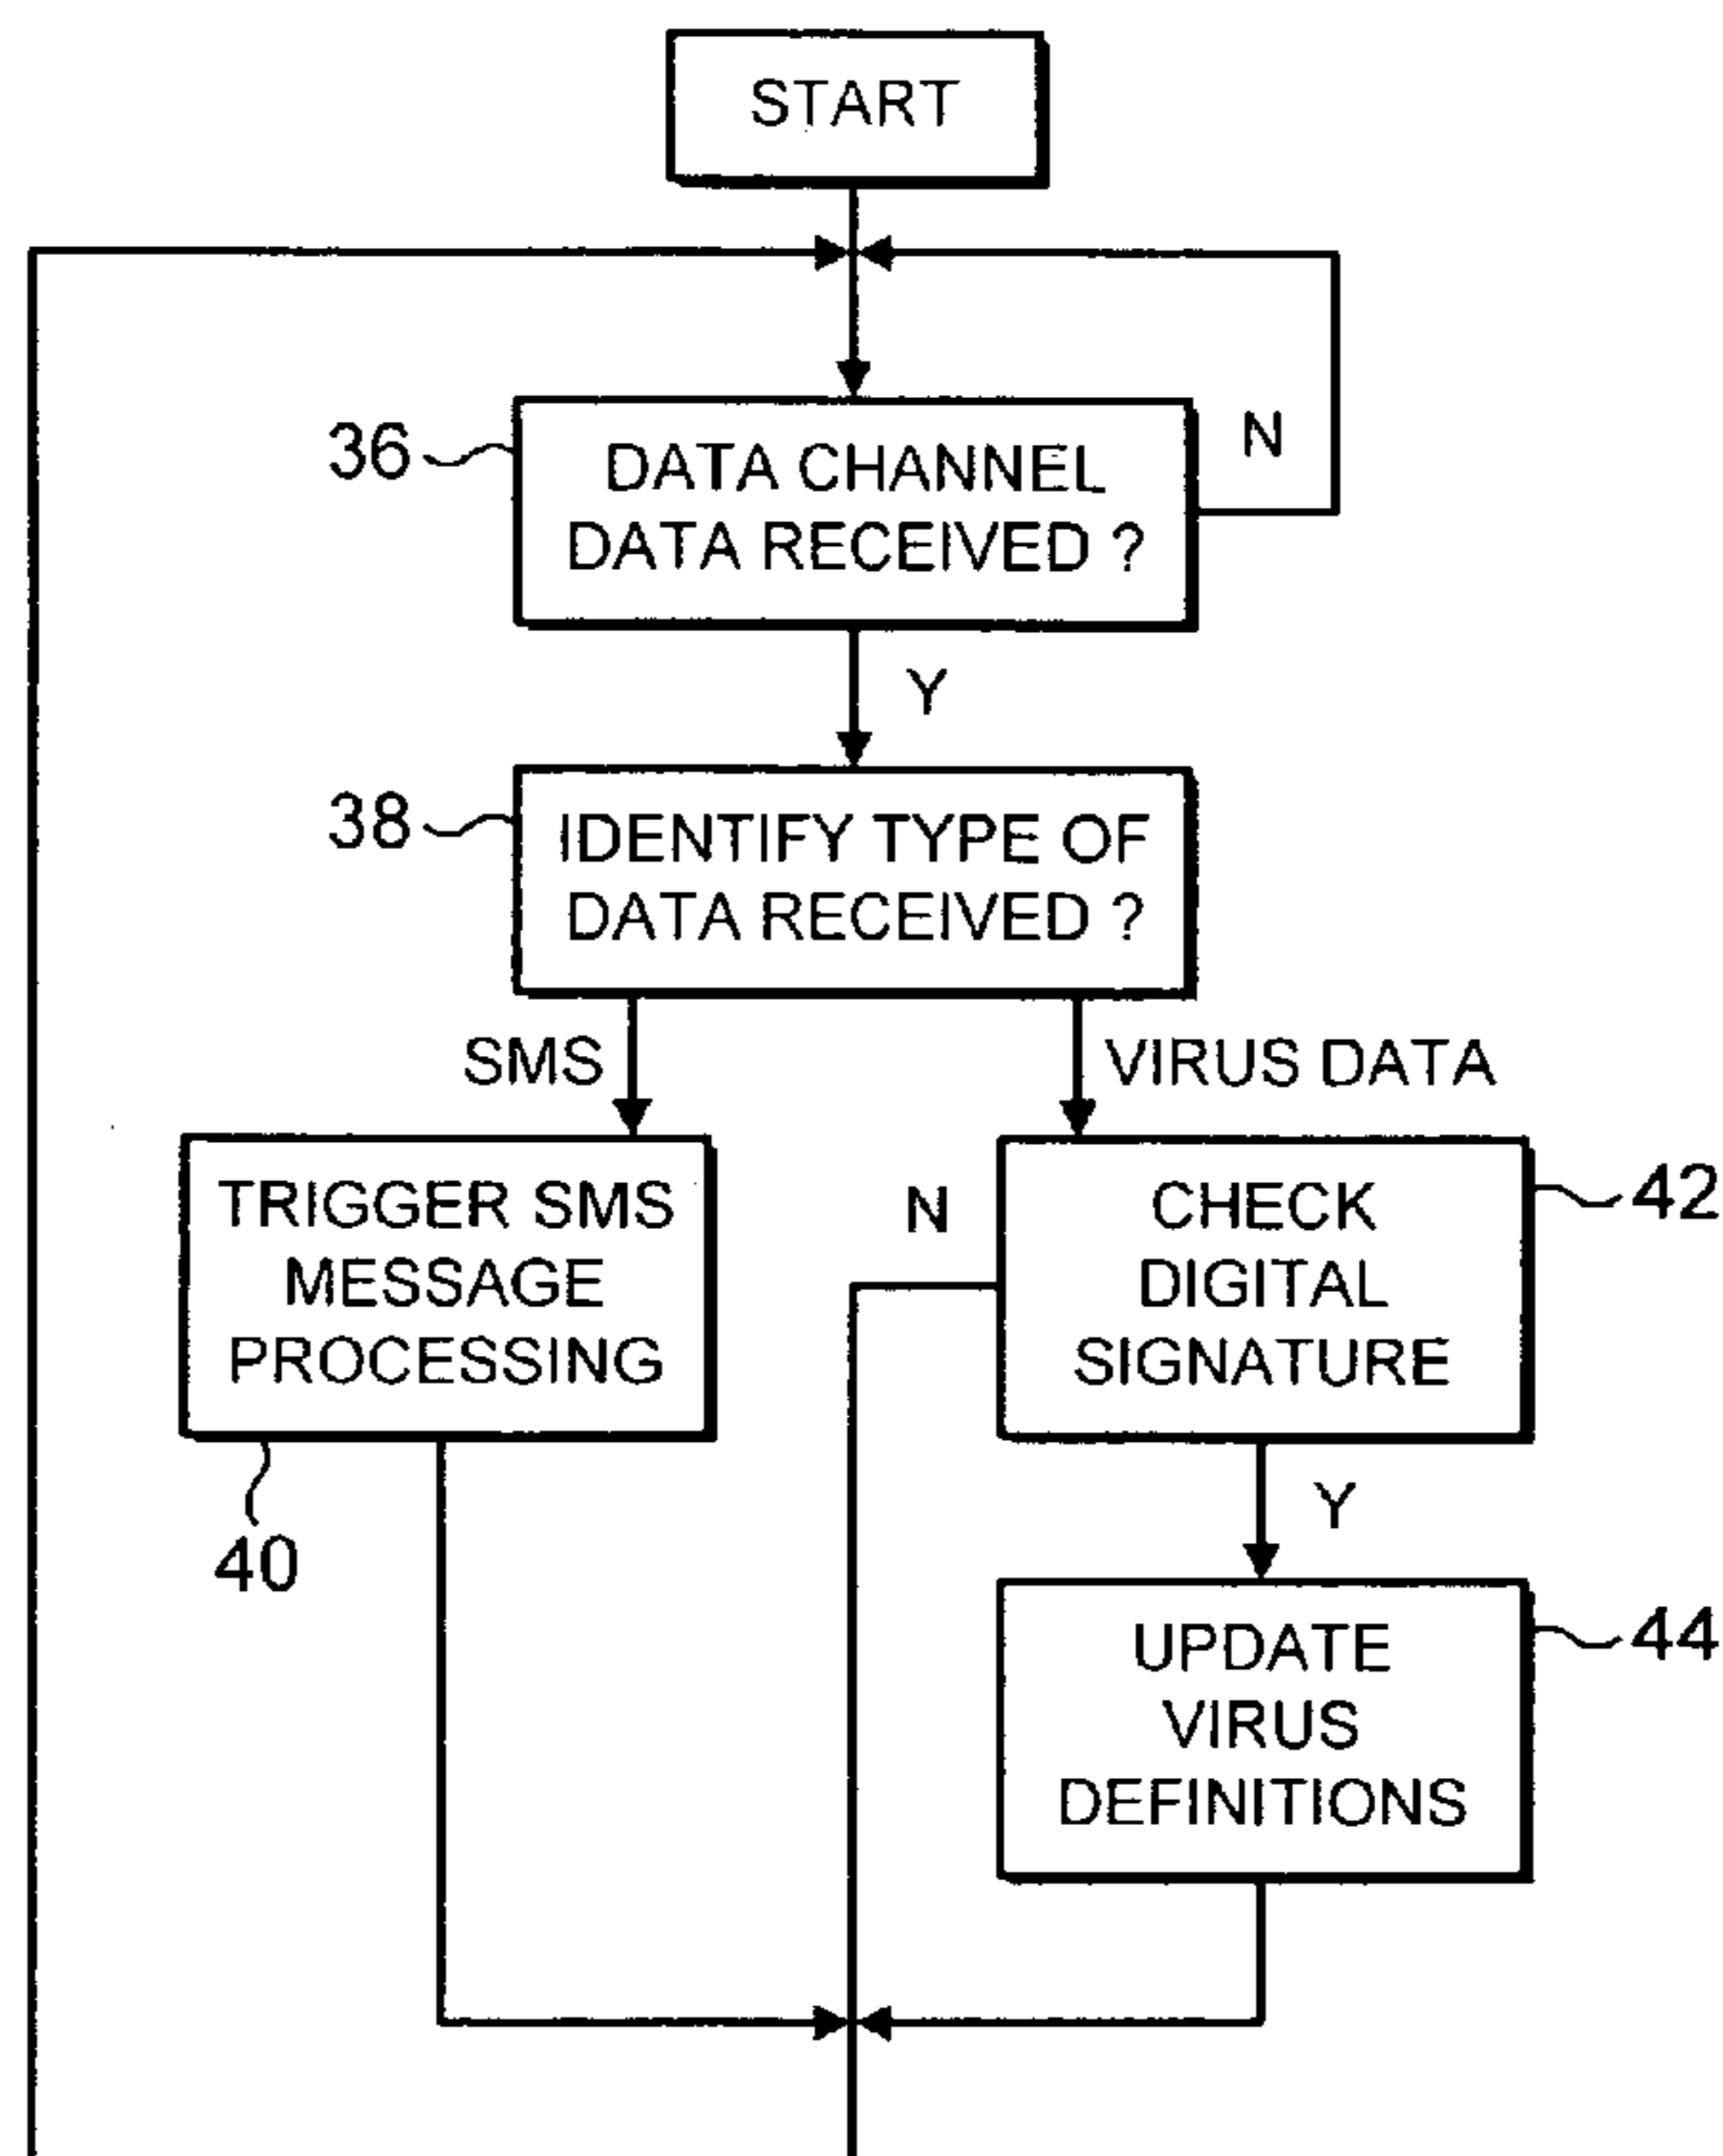 START
36
DATA CHANNEL
DATA RECEIVED ?
N
Y
38
IDENTIFY TYPE OF
DATA RECEIVED ?
SMS
VIRUS DATA
TRIGGER SMS
MESSAGE
PROCESSING
40
N
CHECK
DIGITAL
SIGNATURE
42
Y
UPDATE
VIRUS
DEFINITIONS
44